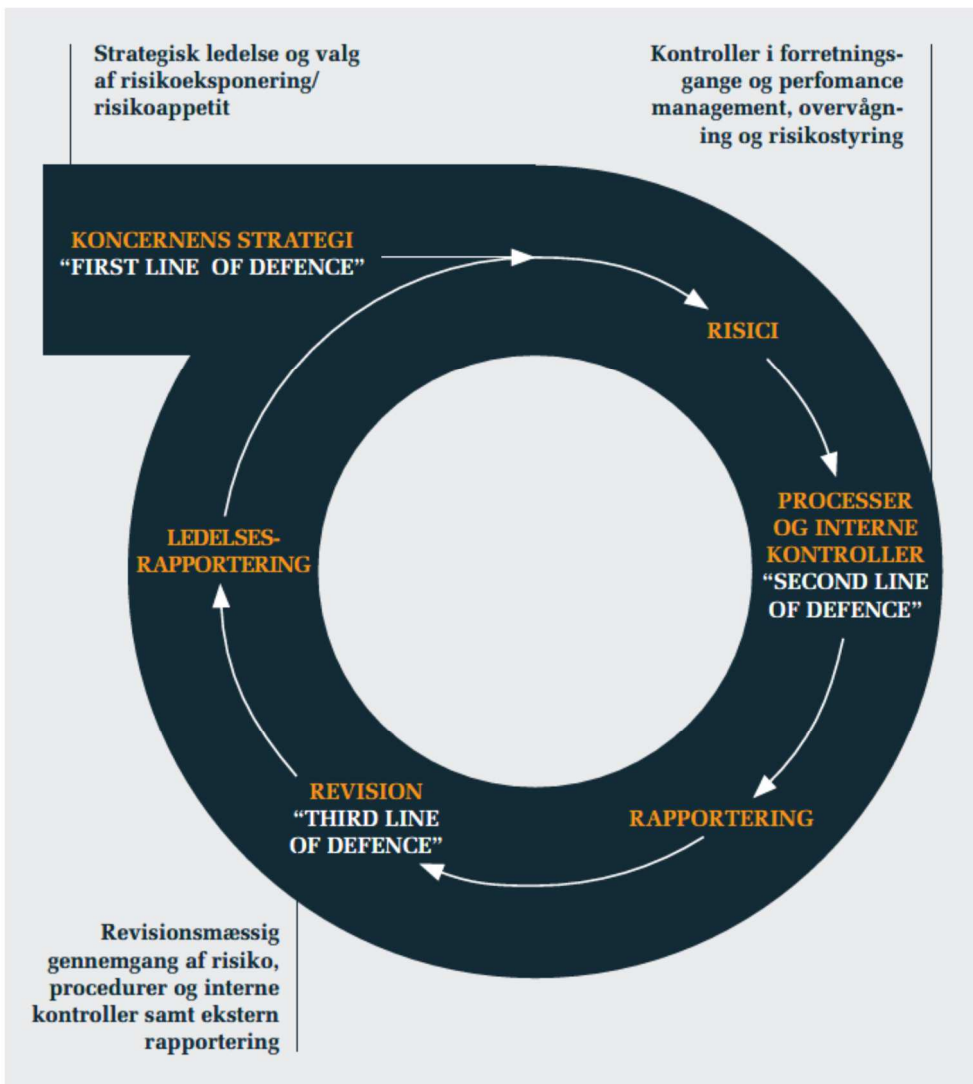 Strategisk ledelse og valg
af risikoeksponering/
risikoappetit
Kontroller i forretnings-
gange og perfomance
management, overvågn-
ing og risikostyring
KONCERNENS STRATEGI
“FIRST LINE OF DEFENCE”
RISICI
PROCESSER
OG INTERNE
KONTROLLER
“SECOND LINE
OF DEFENCE”
RAPPORTERING
REVISION
“THIRD LINE
OF DEFENCE”
LEDELSES-
RAPPORTERING
Revisionsmæssig
gennemgang af risiko,
procedurer og interne
kontroller samt ekstern
rapportering